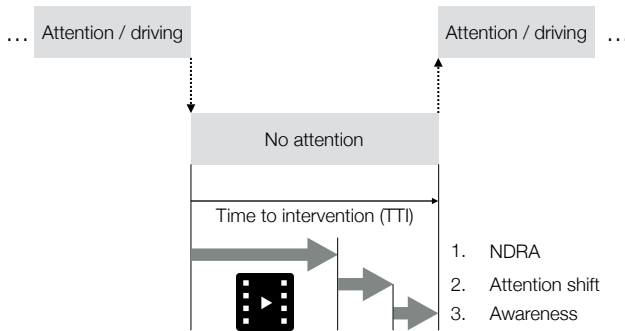 ... Attention / driving
Attention / driving ...
No attention
Time to intervention (TTI)
1. NDRA
2. Attention shift
3. Awareness